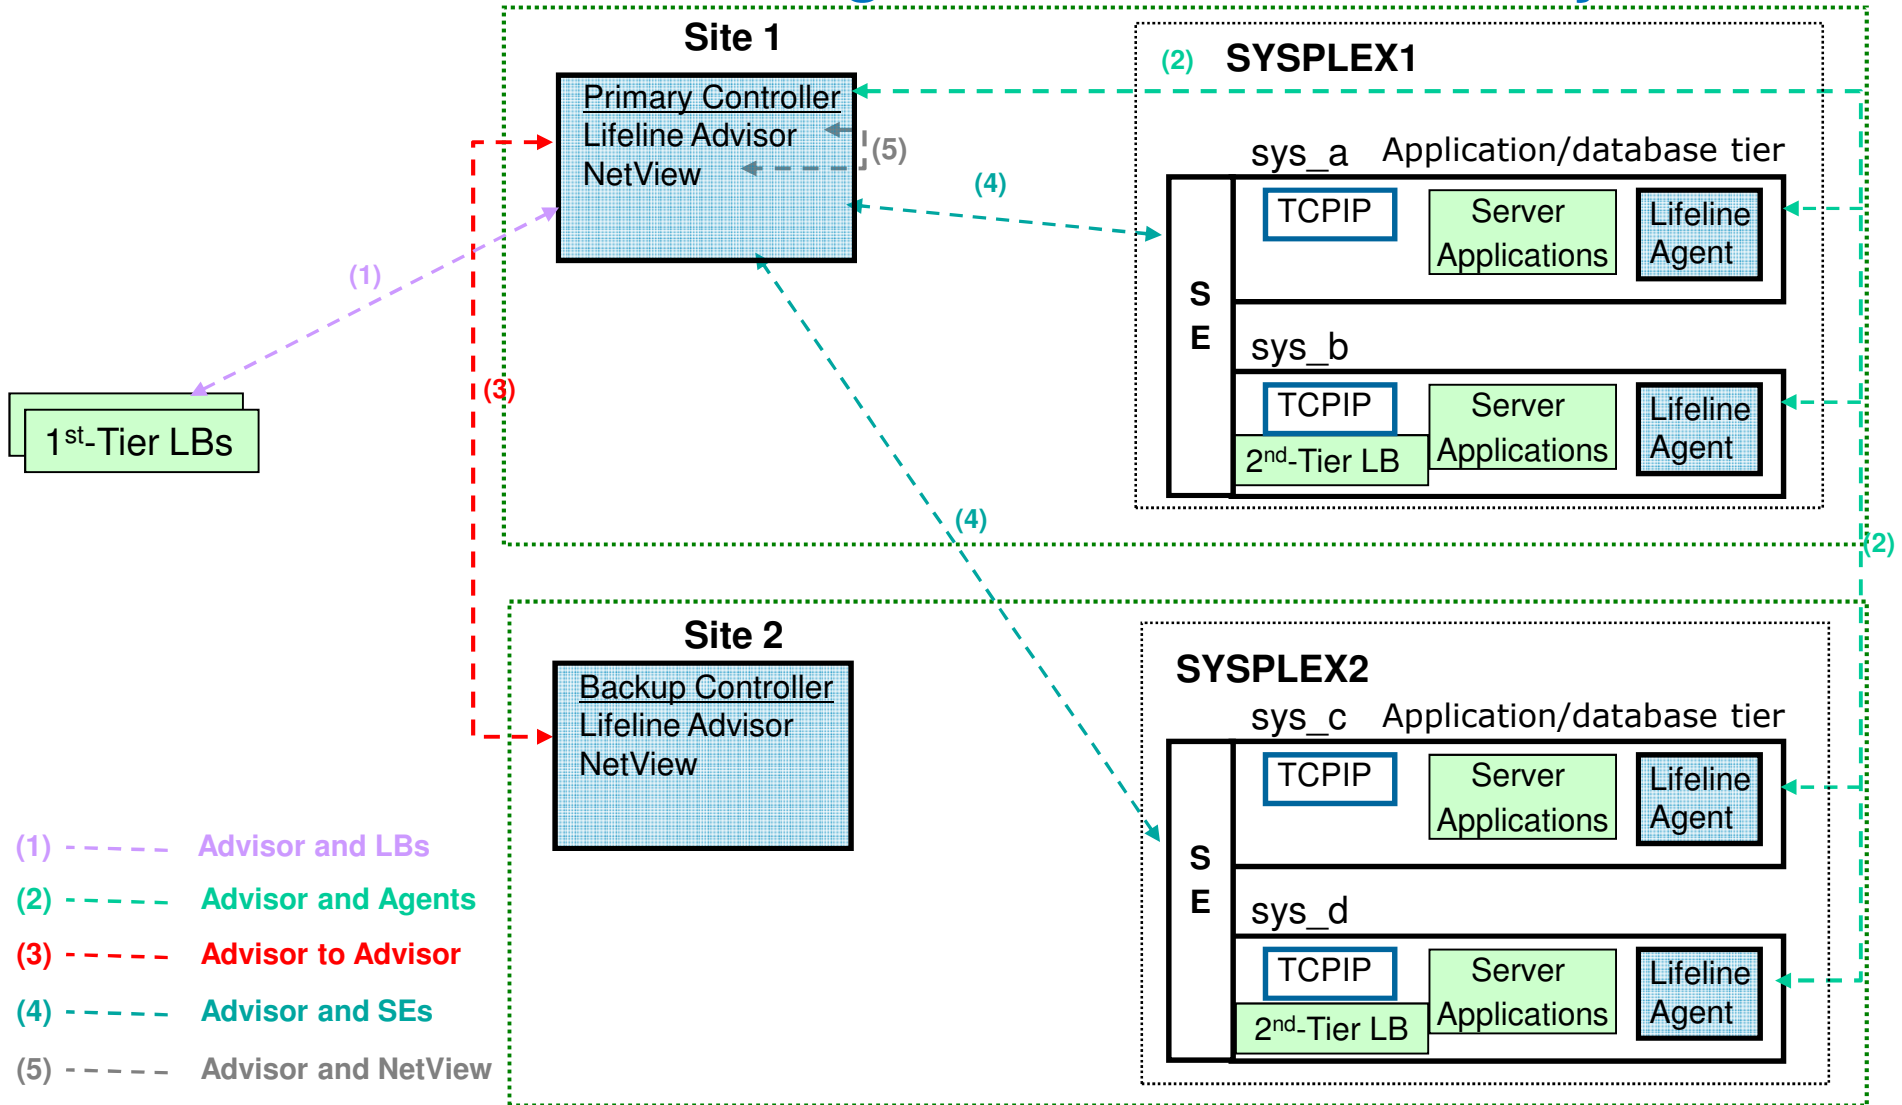 Site 1
(2) SYSPLEX1
Primary Controller
Lifeline Advisor
NetView
(5)
(4)
sys_a Application/database tier
TCPIP
Server
Applications
Lifeline
Agent
S
E
sys_b
TCPIP
Server
Applications
Lifeline
Agent
2nd-Tier LB
(1)
(3)
1st-Tier LBs
(4)
(2)
Site 2
Backup Controller
Lifeline Advisor
NetView
SYSPLEX2
sys_c Application/database tier
TCPIP
Server
Applications
Lifeline
Agent
S
E
sys_d
TCPIP
Server
Applications
Lifeline
Agent
2nd-Tier LB
(1) Advisor and LBs
(2) Advisor and Agents
(3) Advisor to Advisor
(4) Advisor and SEs
(5) Advisor and NetView